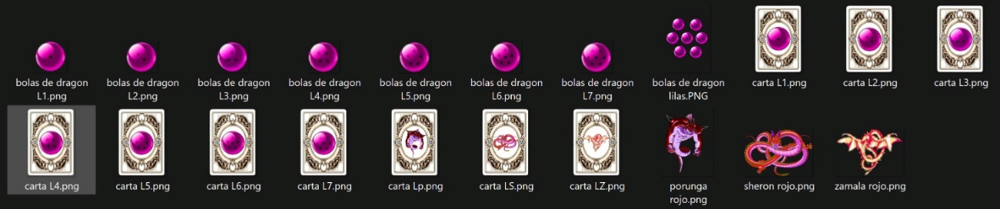 bolas de dragon
L1.png
bolas de dragon
L2.png
bolas de dragon
L3.png
bolas de dragon
L4.png
bolas de dragon
L5.png
bolas de dragon
L6.png
bolas de dragon
L7.png
bolas de dragon
lilas.PNG
carta L1.png
carta L2.png
carta L3.png
carta L4.png
carta L5.png
carta L6.png
carta L7.png
carta Lp.png
carta LS.png
carta LZ.png
porunga
rojo.png
sheron rojo.png
zamala rojo.png